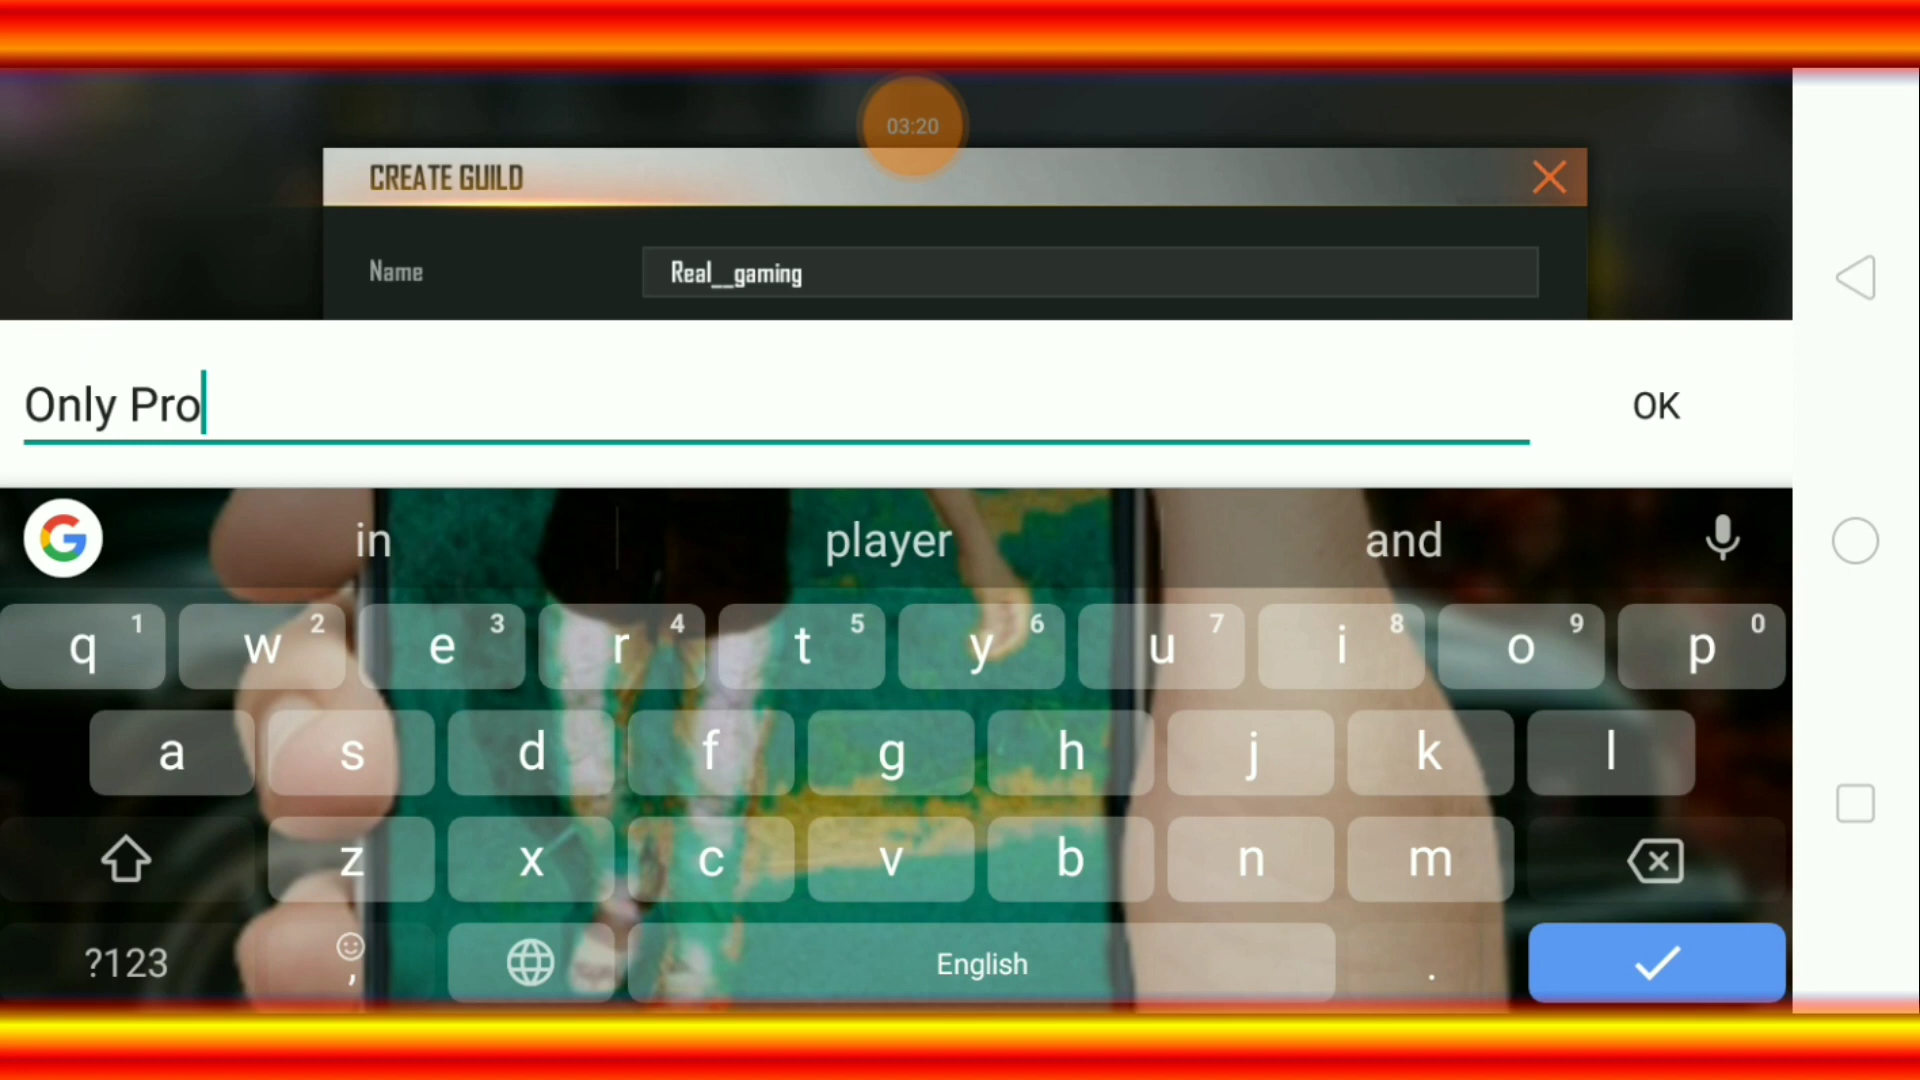 03:20
CREATE GUILD
Name
Real__gaming
Only Pro
OK
in player and
q 1 w 2 e 3 r 4 t 5 y 6 u 7 i 8 o 9 p 0
a s d f g h j k l
z x c v b n m
?123 , English .